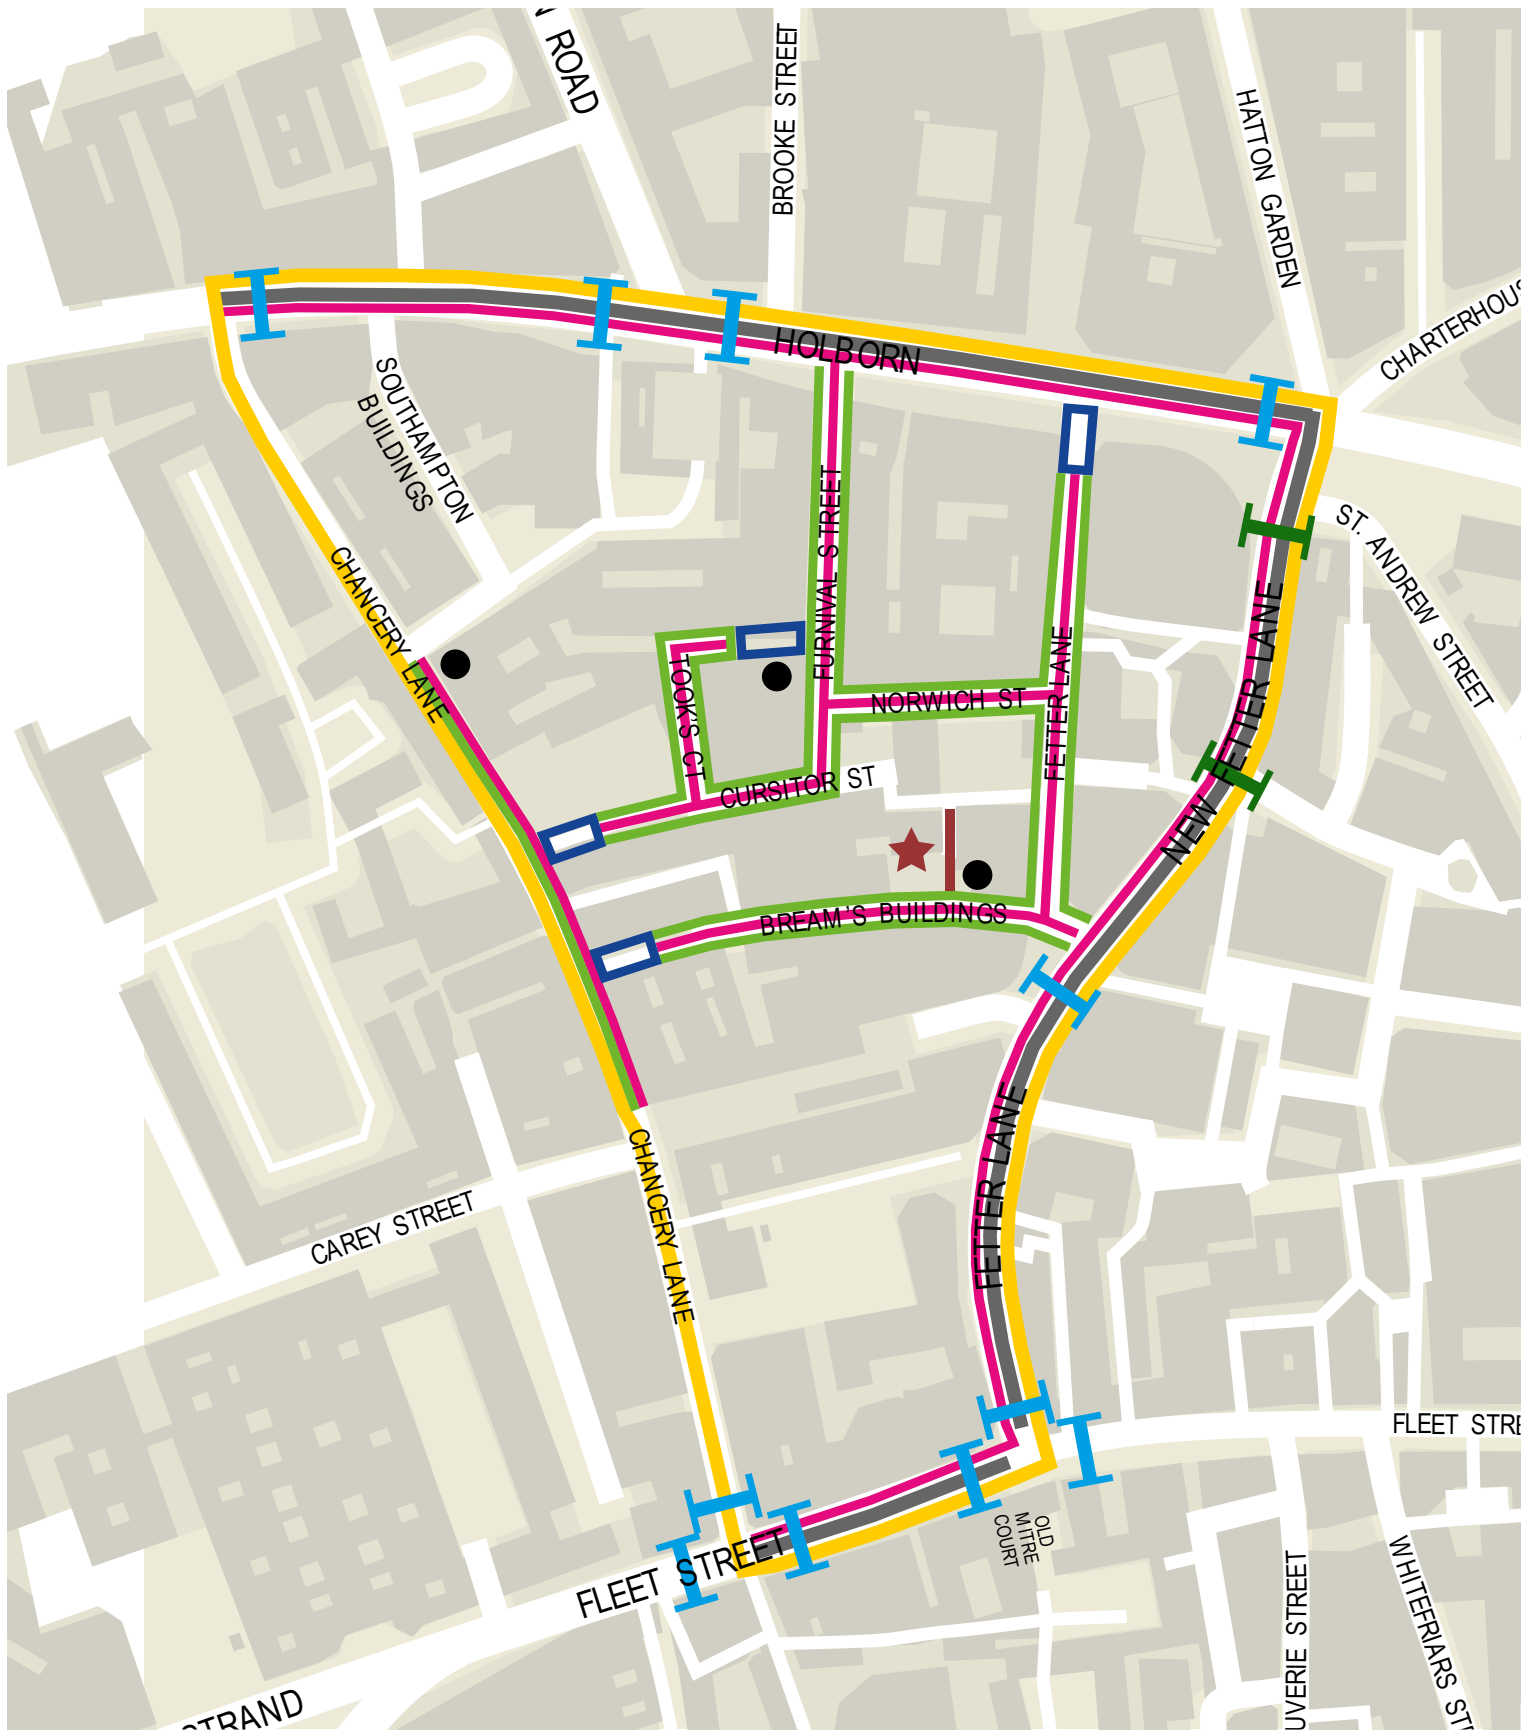 N ROAD
BROOKE STREET
HATTON GARDEN
CHARTERHOUS
HOLBORN
SOUTHAMPTON
BUILDINGS
ST. ANDREW STREET
FURNIVAL STREET
CHANCERY LANE
TOOK'S CT
NORWICH ST
FETTER LANE
NEW FETTER LANE
CURSITOR ST
BREAM'S BUILDINGS
CHANCERY LANE
FETTER LANE
CAREY STREET
FLEET STRE
OLD
MITRE
COURT
FLEET STREET
UVERIE STREET
WHITEFRIARS ST
STRAND